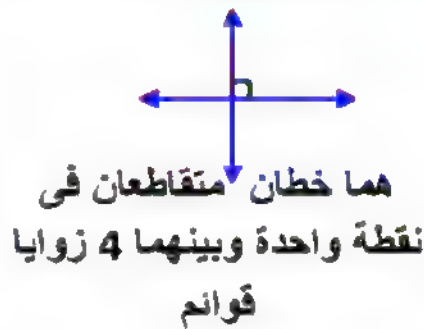 هما خطان متقاطعان فى
نقطة واحدة وبينهما 4 زوايا
قوائم